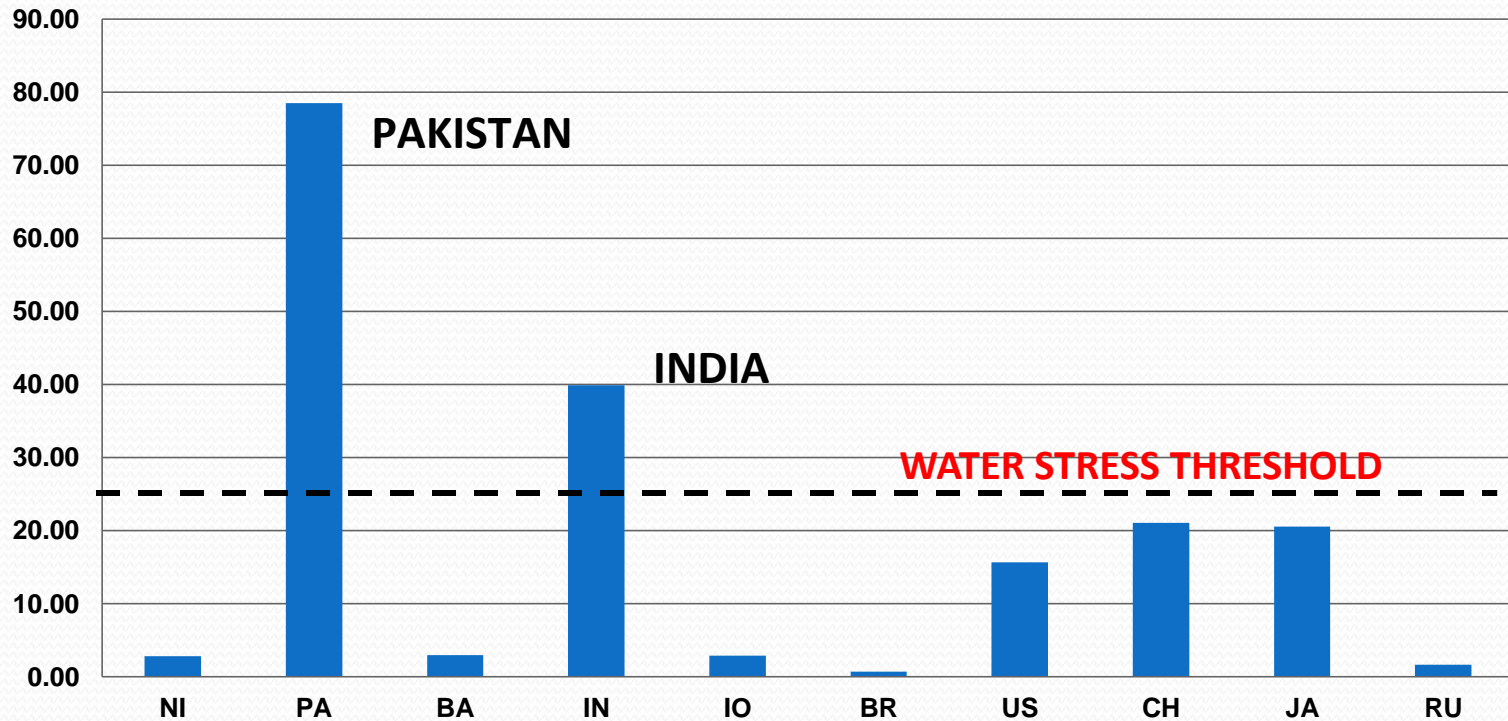 90.00
80.00
PAKISTAN
70.00
60.00
50.00
INDIA
40.00
30.00
WATER STRESS THRESHOLD
20.00
10.00
0.00
NI PA BA IN IO BR US CH JA RU